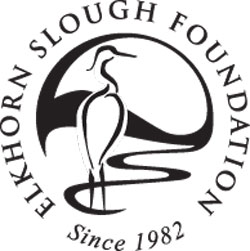 ELKHORN SLOUGH FOUNDATION
Since 1982